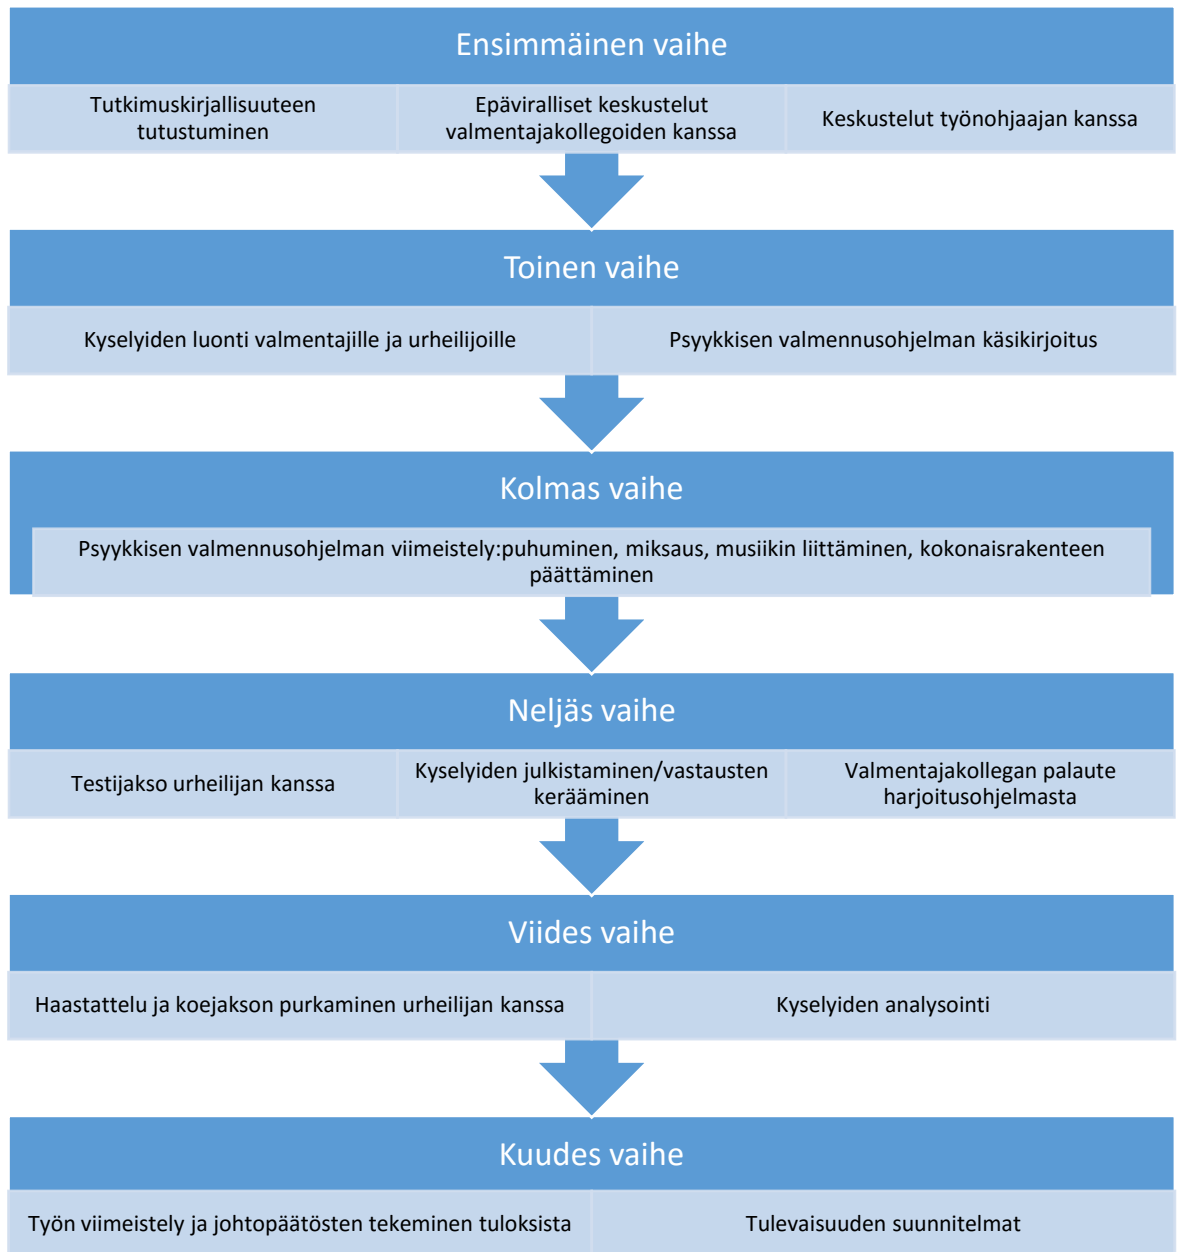 Ensimmäinen vaihe
Tutkimuskirjallisuuteen
tutustuminen
Epäviralliset keskustelut
valmentajakollegoiden kanssa
Keskustelut työnohjaajan kanssa
Toinen vaihe
Kyselyiden luonti valmentajille ja urheilijoille
Psyykkisen valmennusohjelman käsikirjoitus
Kolmas vaihe
Psyykkisen valmennusohjelman viimeistely:puhuminen, miksaus, musiikin liittäminen, kokonaisrakenteen
päättäminen
Neljäs vaihe
Testijakso urheilijan kanssa
Kyselyiden julkistaminen/vastausten
kerääminen
Valmentajakollegan palaute
harjoitusohjelmasta
Viides vaihe
Haastattelu ja koejakson purkaminen urheilijan kanssa
Kyselyiden analysointi
Kuudes vaihe
Työn viimeistely ja johtopäätösten tekeminen tuloksista
Tulevaisuuden suunnitelmat